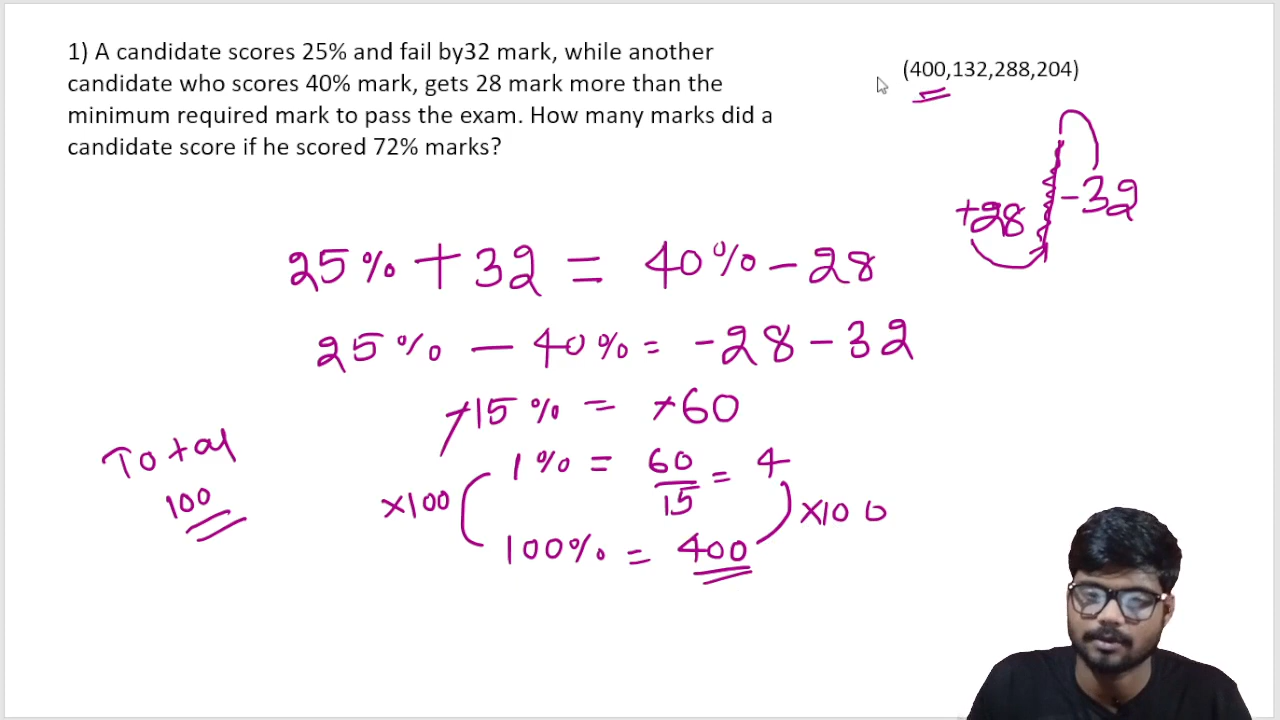 1) A candidate scores 25% and fail by32 mark, while another
candidate who scores 40% mark, gets 28 mark more than the
minimum required mark to pass the exam. How many marks did a
candidate score if he scored 72% marks?
(400,132,288,204)
+28 -32
25% + 32 = 40% - 28
25% - 40% = -28 - 32
+15% = +60
Total
100
1% = 60/15 = 4
×100
×100
100% = 400